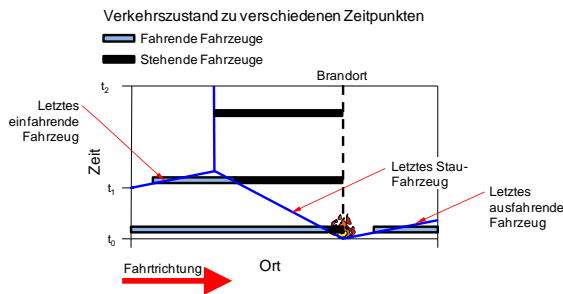 Verkehrszustand zu verschiedenen Zeitpunkten
Fahrende Fahrzeuge
Stehende Fahrzeuge
Brandort
t2
Letztes
einfahrende
Fahrzeug
Zeit
Letztes Stau-
Fahrzeug
t1
Letztes
ausfahrende
Fahrzeug
t0
Fahrtrichtung
Ort